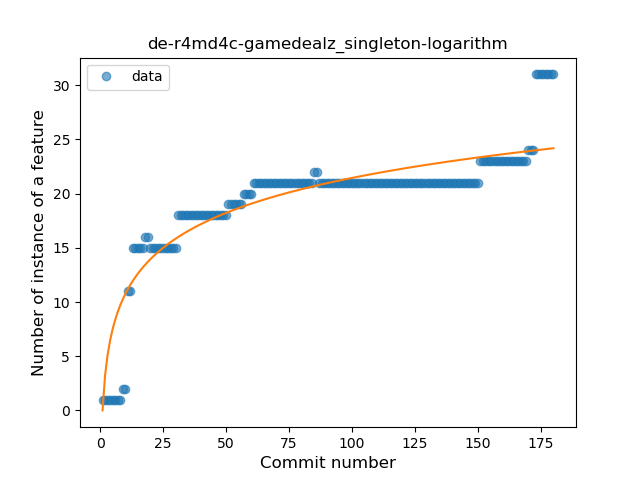 de-r4md4c-gamedealz_singleton-logarithm
data
Number of instance of a feature
30
25
20
15
10
5
0
0 25 50 75 100 125 150 175
Commit number